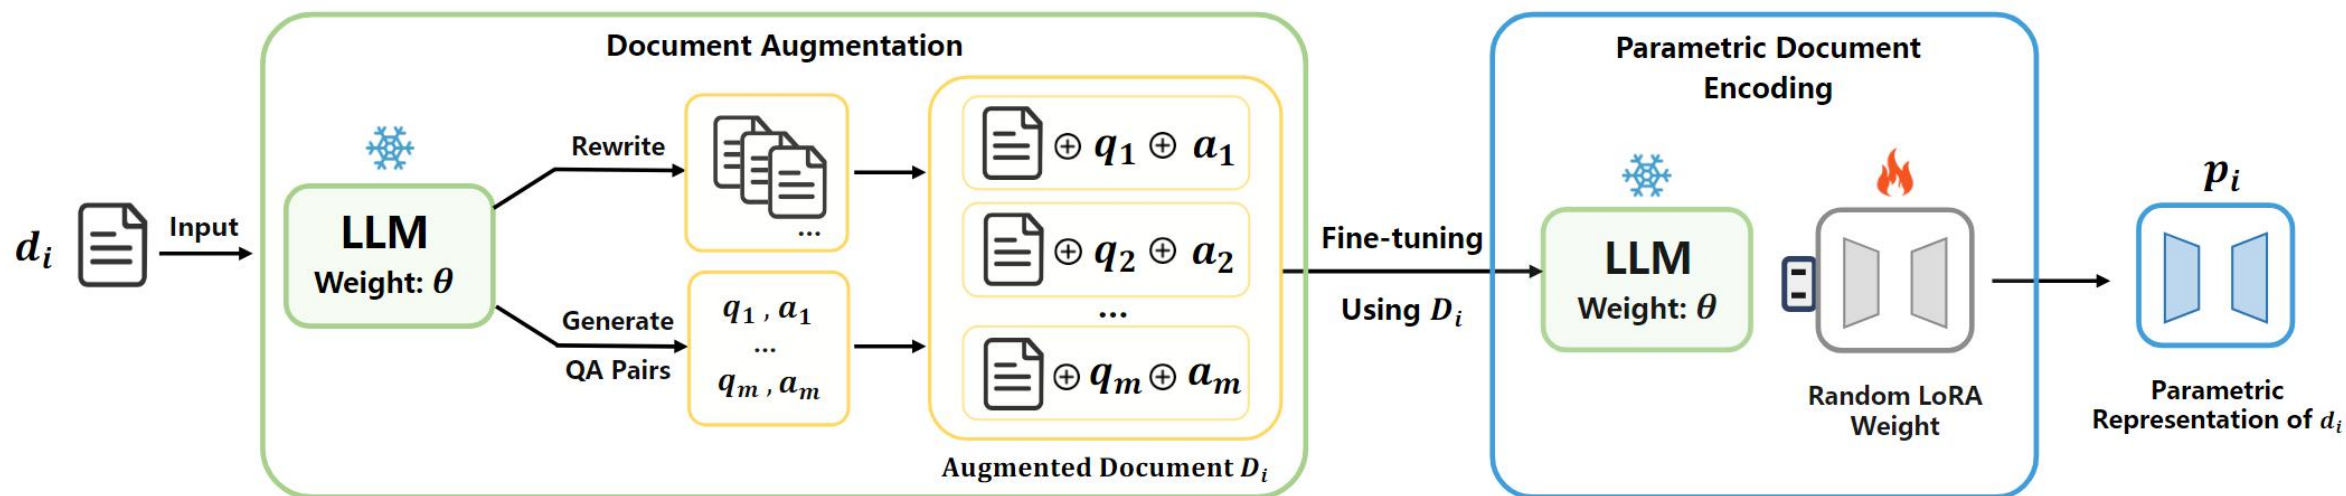 Document Augmentation
d_i
Input
LLM
Weight: θ
Rewrite
...
Generate
QA Pairs
q_1 , a_1
...
q_m , a_m
⊕ q_1 ⊕ a_1
⊕ q_2 ⊕ a_2
...
⊕ q_m ⊕ a_m
Augmented Document D_i
Fine-tuning
Using D_i
Parametric Document
Encoding
LLM
Weight: θ
Random LoRA
Weight
p_i
Parametric
Representation of d_i